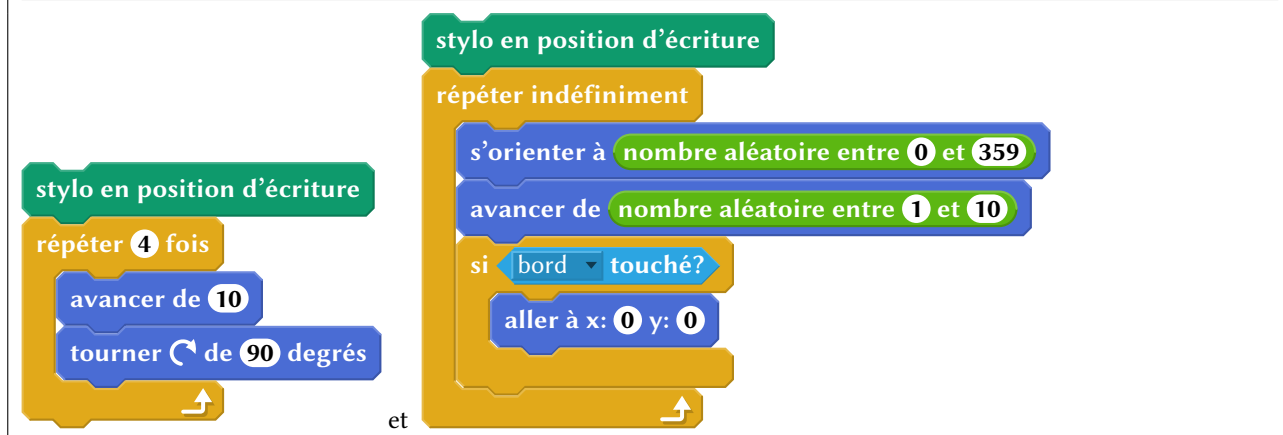 stylo en position d'écriture
répéter 4 fois
avancer de 10
tourner de 90 degrés
et
stylo en position d'écriture
répéter indéfiniment
s'orienter à nombre aléatoire entre 0 et 359
avancer de nombre aléatoire entre 1 et 10
si bord touché?
aller à x: 0 y: 0